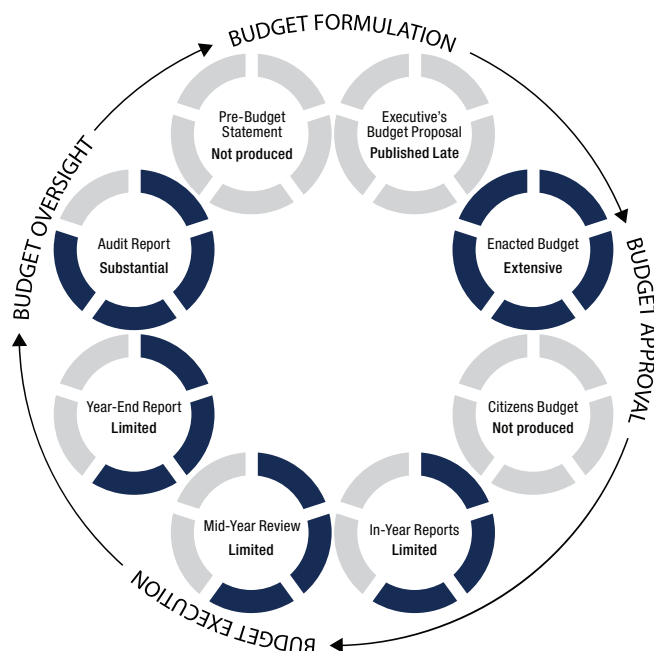 BUDGET FORMULATION
Pre-Budget
Statement
Not produced
Executive's
Budget Proposal
Published Late
BUDGET OVERSIGHT
Audit Report
Substantial
Enacted Budget
Extensive
BUDGET APPROVAL
Year-End Report
Limited
Citizens Budget
Not produced
Mid-Year Review
Limited
In-Year Reports
Limited
BUDGET EXECUTION